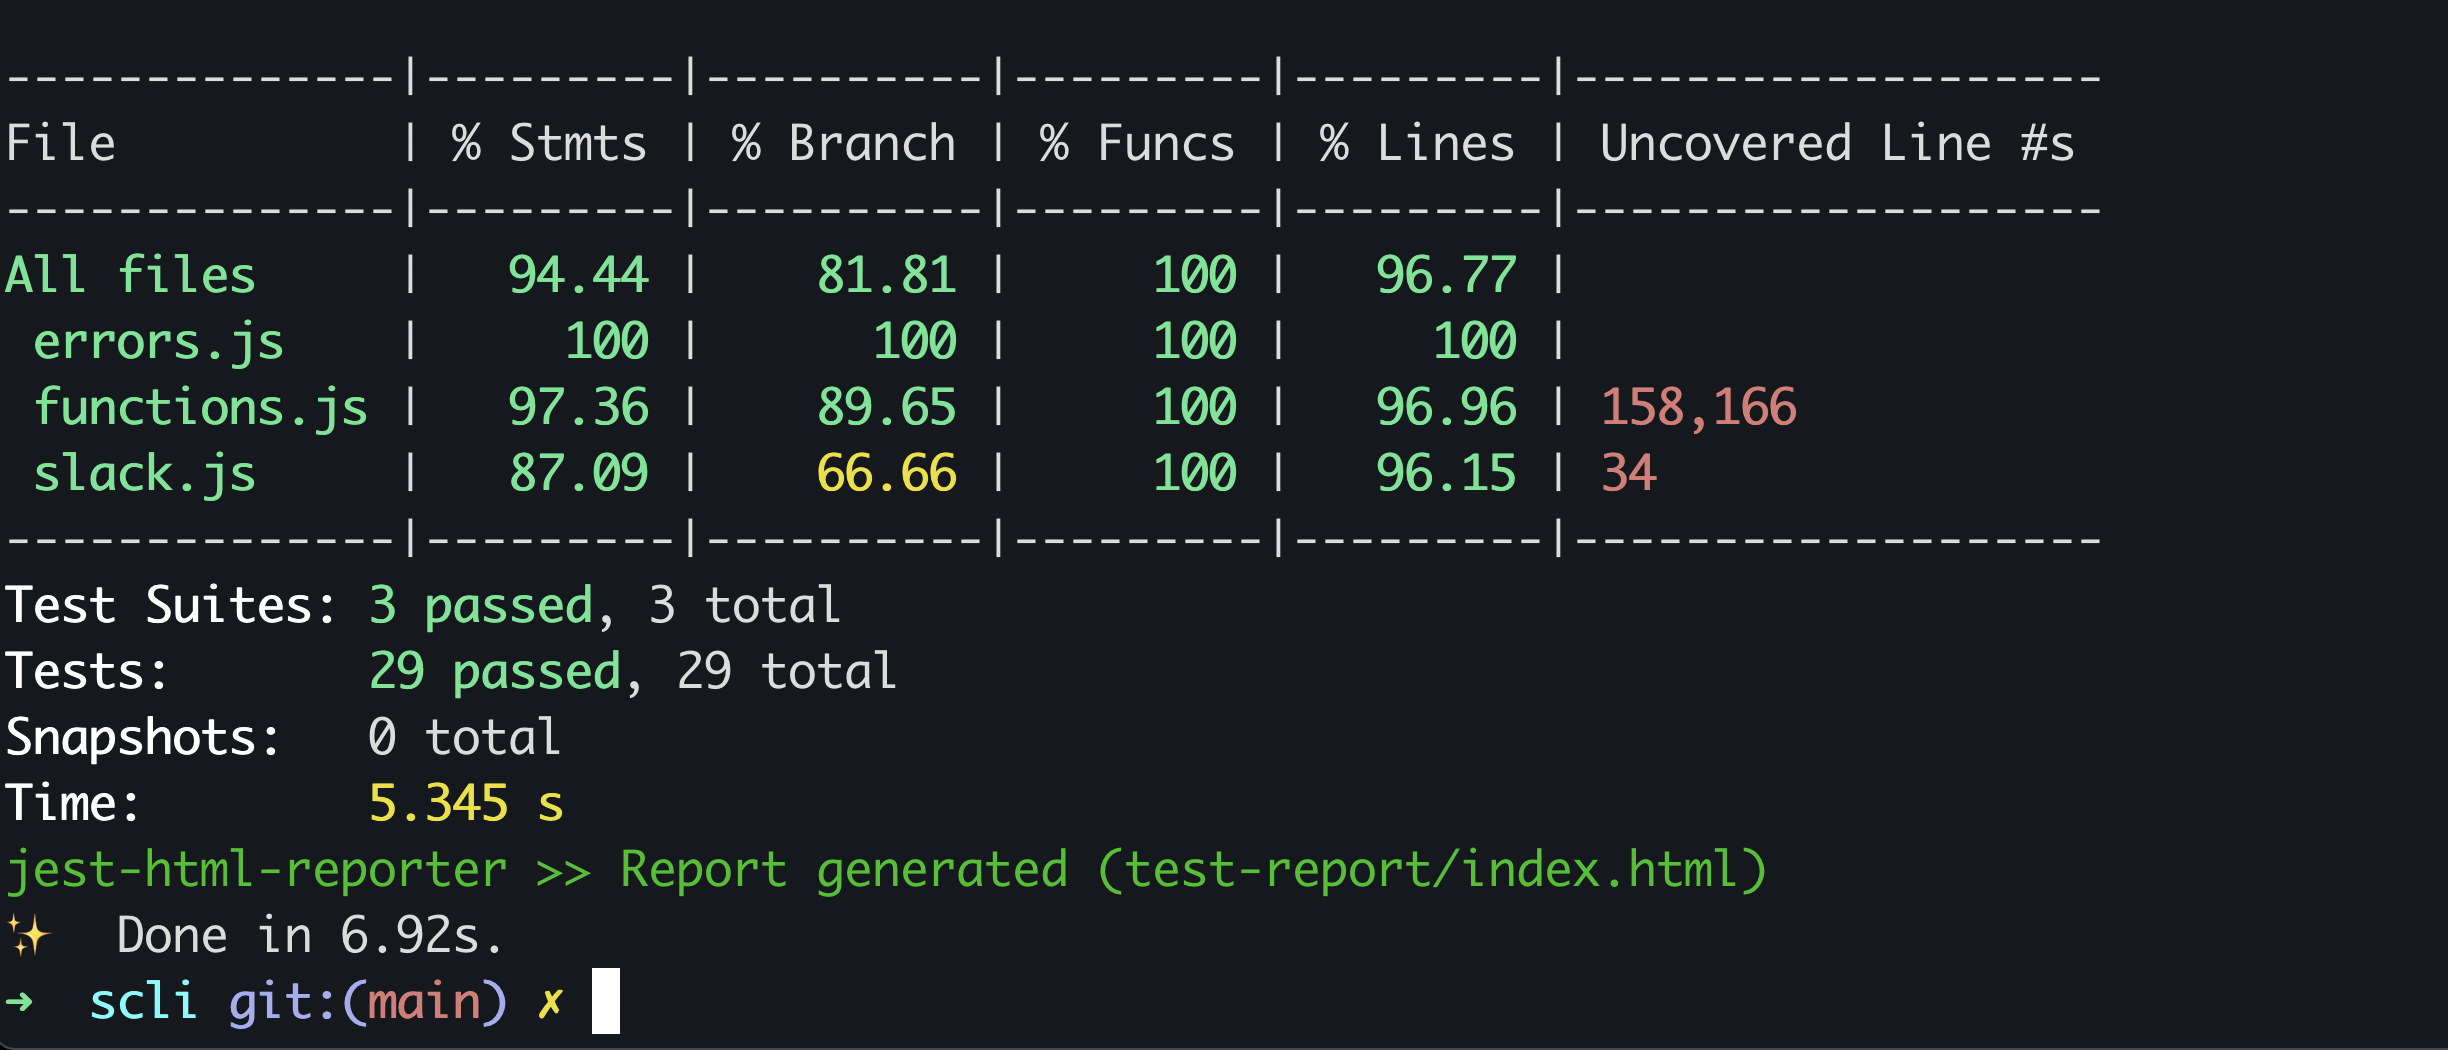 --------------|---------|----------|---------|---------|-------------------
File          | % Stmts | % Branch | % Funcs | % Lines | Uncovered Line #s
--------------|---------|----------|---------|---------|-------------------
All files     |   94.44 |    81.81 |     100 |   96.77 |
 errors.js    |     100 |      100 |     100 |     100 |
 functions.js |   97.36 |    89.65 |     100 |   96.96 | 158,166
 slack.js     |   87.09 |    66.66 |     100 |   96.15 | 34
--------------|---------|----------|---------|---------|-------------------
Test Suites: 3 passed, 3 total
Tests:       29 passed, 29 total
Snapshots:   0 total
Time:        5.345 s
jest-html-reporter >> Report generated (test-report/index.html)
✨  Done in 6.92s.
➜  scli git:(main) ✗